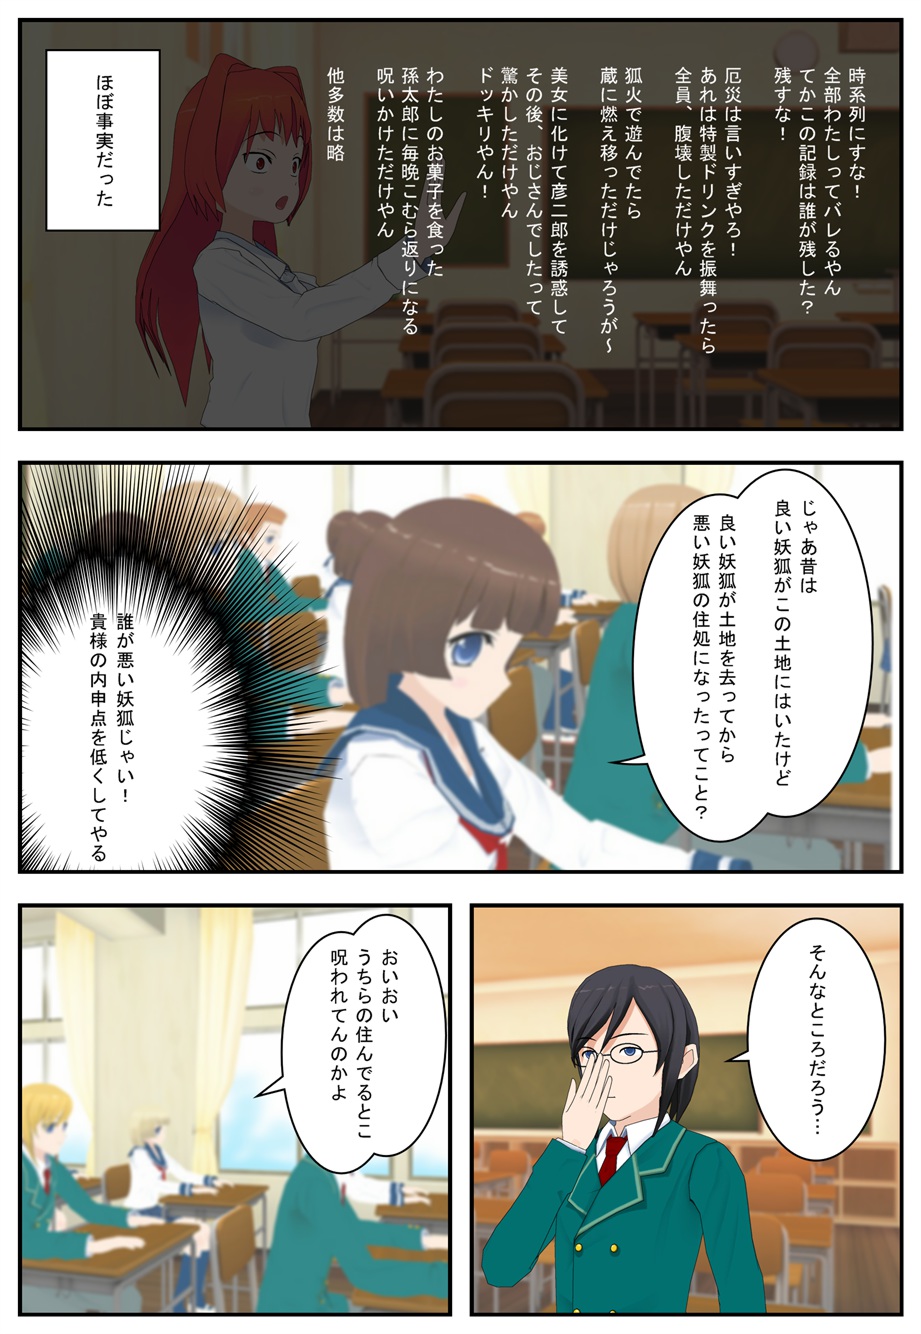 時系列にすな！
全部わたしってバレるやん
てかこの記録は誰が残した？
残すな！
厄災は言いすぎやろ！
あれは特製ドリンクを振舞ったら
全員、腹壊しただけやん
狐火で遊んでたら
蔵に燃え移っただけじゃろうが～
美女に化けて彦二郎を誘惑して
その後、おじさんでしたって
驚かしただけやん
ドッキリやん！
わたしのお菓子を食った
孫太郎に毎晩こむら返りになる
呪いかけただけやん
他多数は略
ほぼ事実だった
じゃあ昔は
良い妖狐がこの土地にはいたけど
良い妖狐が土地を去ってから
悪い妖狐の住処になったってこと？
誰が悪い妖狐じゃい！
貴様の内申点を低くしてやる
そんなところだろう…
おいおい
うちらの住んでるとこ
呪われてんのかよ